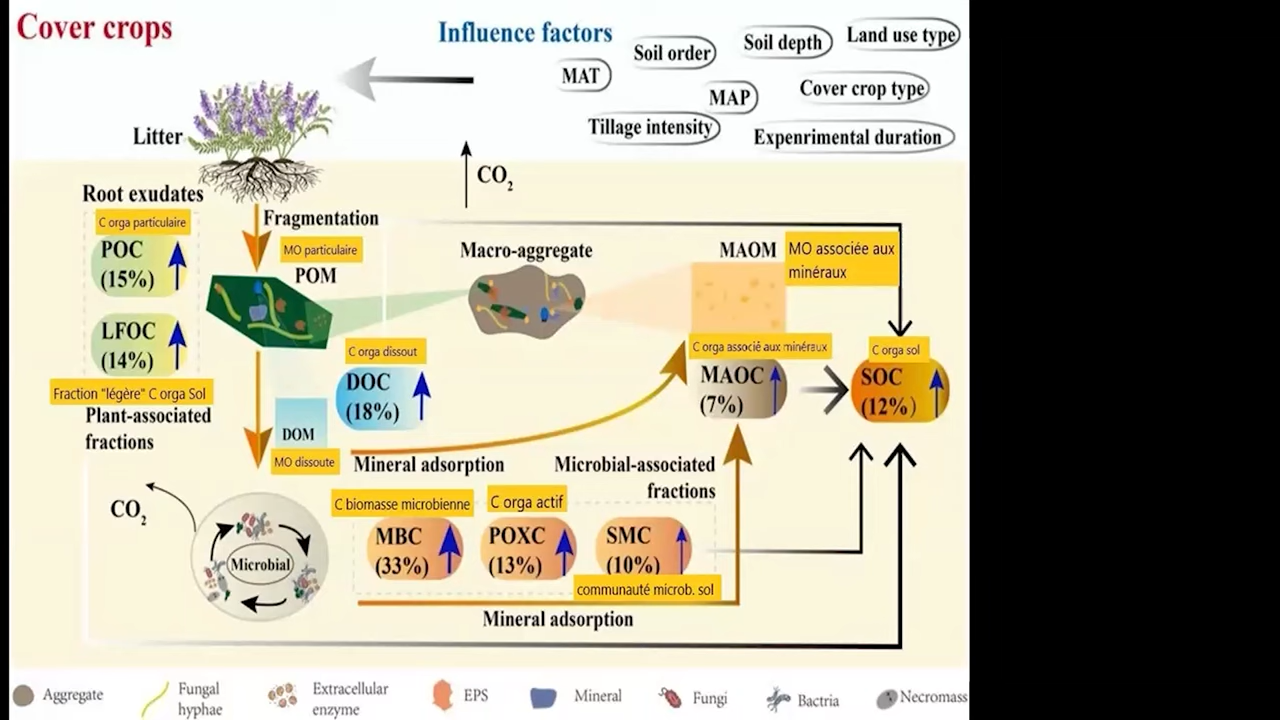 Cover crops
Influence factors
Soil order
Soil depth
Land use type
MAT
MAP
Cover crop type
Tillage intensity
Expenrimental duration
Litter
CO₂
Root exudates
C orga particulaire
POC
(15%)
LFOC
(14%)
Fraction "légère" C orga Sol
Plant-associated
fractions
Fragmentation
MO particulaire
POM
Macro-aggregate
MAOM
MO associée aux
minéraux
C orga dissout
DOC
(18%)
C orga associé aux minéraux
MAOC
(7%)
C orga sol
SOC
(12%)
DOM
MO dissoute
Mineral adsorption
Microbial-associated
fractions
CO₂
Microbial
C biomasse microbienne
MBC
(33%)
C orga actif
POXC
(13%)
SMC
(10%)
communauté microb. sol
Mineral adsorption
Aggregate
Fungal
hyphae
Extracellular
enzyme
EPS
Mineral
Fungi
Bactria
Necromass